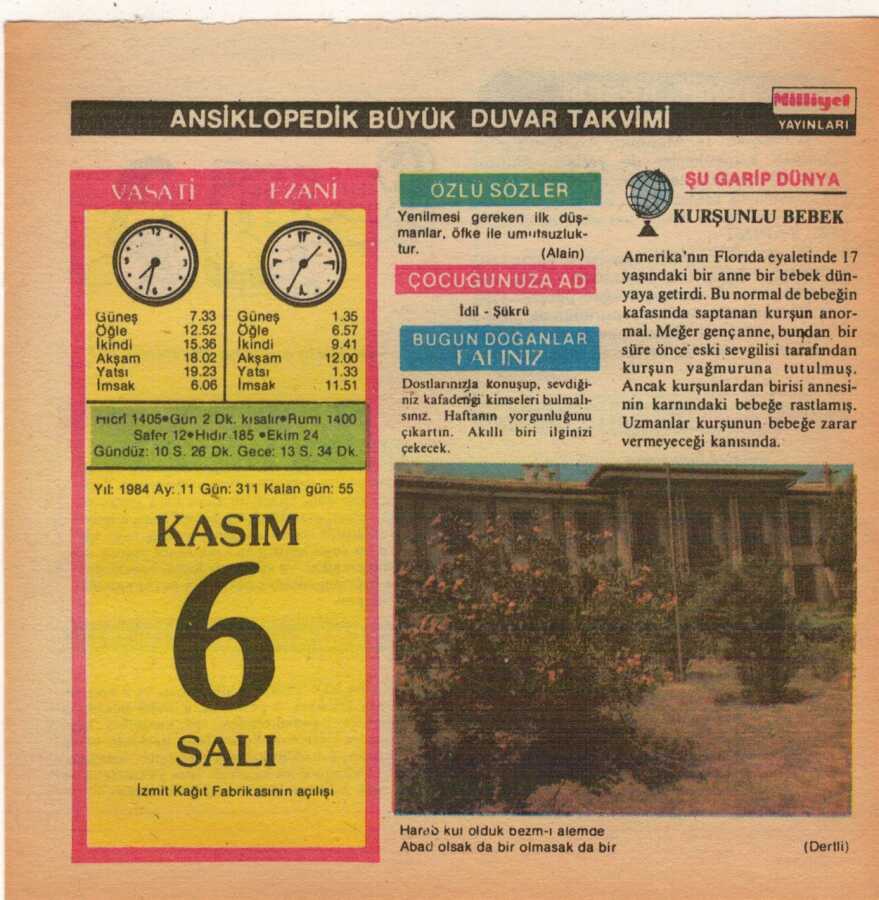 ANSİKLOPEDİK BÜYÜK DUVAR TAKVİMİ
Milliyet
YAYINLARI
VASATİ EZANİ
12 3 6 9
Güneş 7.33 Güneş 1.35
Öğle 12.52 Öğle 6.57
İkindi 15.36 İkindi 9.41
Akşam 18.02 Akşam 12.00
Yatsı 19.23 Yatsı 1.33
İmsak 6.06 İmsak 11.51
Hicri 1405•Gün 2 Dk. kısalır•Rumi 1400
Safer 12•Hıdır 185 •Ekim 24
Gündüz: 10 S. 26 Dk. Gece: 13 S. 34 Dk.
Yıl: 1984 Ay: 11 Gün: 311 Kalan gün: 55
KASIM
6
SALI
İzmit Kağıt Fabrikasının açılışı
ÖZLÜ SÖZLER
Yenilmesi gereken ilk düş-
manlar, öfke ile umutsuzluk-
tur. (Alain)
ÇOCUĞUNUZA AD
İdil - Şükrü
BUGÜN DOĞANLAR
FALINIZ
Dostlarınızla konuşup, sevdiği-
niz kafadengi kimseleri bulmalı-
sınız. Haftanın yorgunluğunu
çıkartın. Akıllı biri ilginizi
çekecek.
ŞU GARİP DÜNYA
KURŞUNLU BEBEK
Amerika'nın Florida eyaletinde 17
yaşındaki bir anne bir bebek dün-
yaya getirdi. Bu normal de bebeğin
kafasında saptanan kurşun anor-
mal. Meğer genç anne, bundan bir
süre önce eski sevgilisi tarafından
kurşun yağmuruna tutulmuş.
Ancak kurşunlardan birisi annesi-
nin karnındaki bebeğe rastlamış.
Uzmanlar kurşunun bebeğe zarar
vermeyeceği kanısında.
Harab kul olduk bezm-i alemde
Abad olsak da bir olmasak da bir (Dertli)